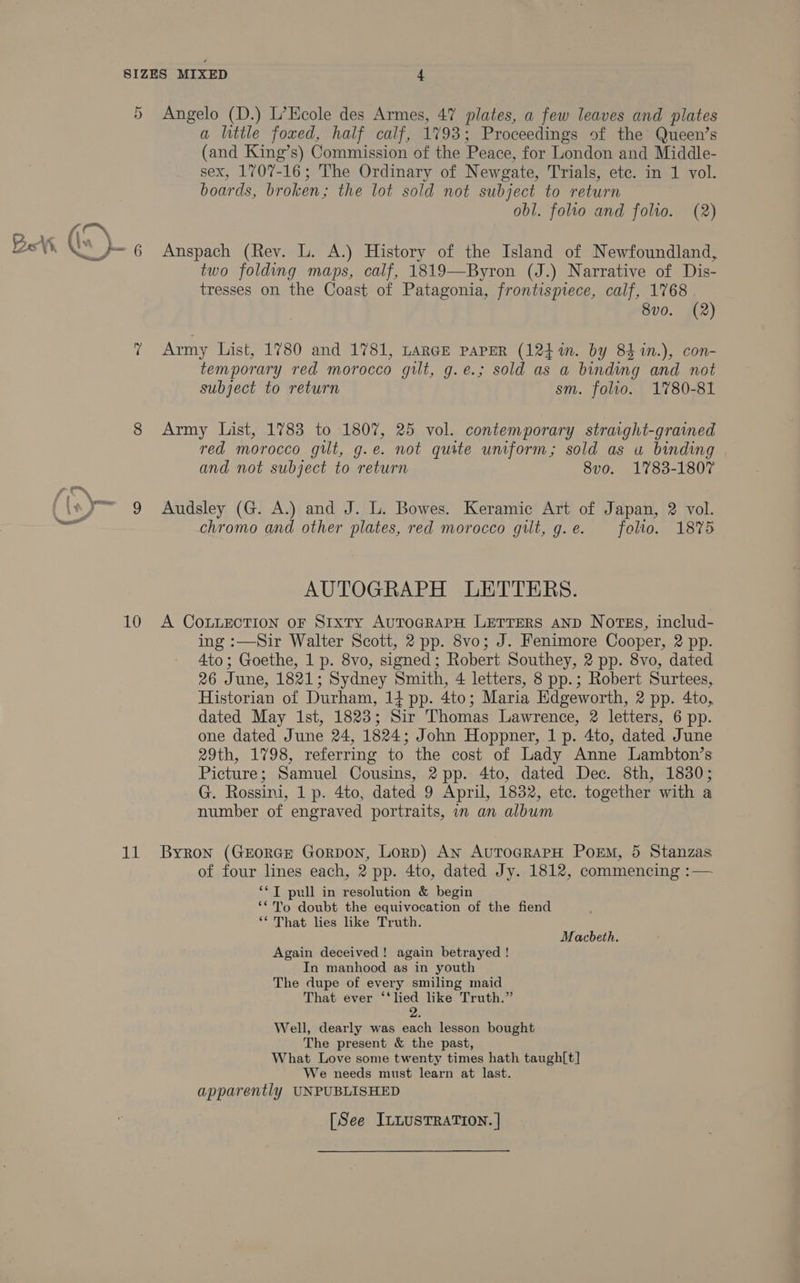 SIZES MIXED 4
5 Angelo (D.) L'Ecole des Armes, 47 plates, a few leaves and plates
a little foxed, half calf, 1793; Proceedings of the Queen's
(and King's) Commission of the Peace, for London and Middle-
sex, 1707-16; The Ordinary of Newgate, Trials, etc. in 1 vol.
boards, broken; the lot sold not subject to return
obl. folio and folio. (2)
6 Anspach (Rev. L. A.) History of the Island of Newfoundland,
two folding maps, calf, 1819—Byron (J.) Narrative of Dis-
tresses on the Coast of Patagonia, frontispiece, calf, 1768
8vo. (2)
7 Army List, 1780 and 1781, LARGE PAPER (12½ in. by 8½ in.), con-
temporary red morocco gilt, g.e.; sold as a binding and not
subject to return sm. folio. 1780-81
8 Army List, 1783 to 1807, 25 vol. contemporary straight-grained
red morocco gilt, g.e. not quite uniform; sold as a binding
and not subject to return 8vo. 1783-1807
9 Audsley (G. A.) and J. L. Bowes. Keramic Art of Japan, 2 vol.
chromo and other plates, red morocco gilt, g.e. folio. 1875
AUTOGRAPH LETTERS.
10 A COLLECTION OF SIXTY AUTOGRAPH LETTERS AND NOTES, includ-
ing :—Sir Walter Scott, 2 pp. 8vo; J. Fenimore Cooper, 2 pp.
4to; Goethe, 1 p. 8vo, signed; Robert Southey, 2 pp. 8vo, dated
26 June, 1821; Sydney Smith, 4 letters, 8 pp.; Robert Surtees,
Historian of Durham, 1¼ pp. 4to; Maria Edgeworth, 2 pp. 4to,
dated May 1st, 1823; Sir Thomas Lawrence, 2 letters, 6 pp.
one dated June 24, 1824; John Hoppner, 1 p. 4to, dated June
29th, 1798, referring to the cost of Lady Anne Lambton's
Picture; Samuel Cousins, 2 pp. 4to, dated Dec. 8th, 1830;
G. Rossini, 1 p. 4to, dated 9 April, 1832, etc. together with a
number of engraved portraits, in an album
11 BYRON (GEORGE GORDON, LORD) AN AUTOGRAPH POEM, 5 Stanzas
of four lines each, 2 pp. 4to, dated Jy. 1812, commencing :—
"I pull in resolution & begin
"To doubt the equivocation of the fiend
"That lies like Truth.
Macbeth.
Again deceived! again betrayed!
In manhood as in youth
The dupe of every smiling maid
That ever "lied like Truth."
2.
Well, dearly was each lesson bought
The present & the past,
What Love some twenty times hath taugh[t]
We needs must learn at last.
apparently UNPUBLISHED
[See ILLUSTRATION.]